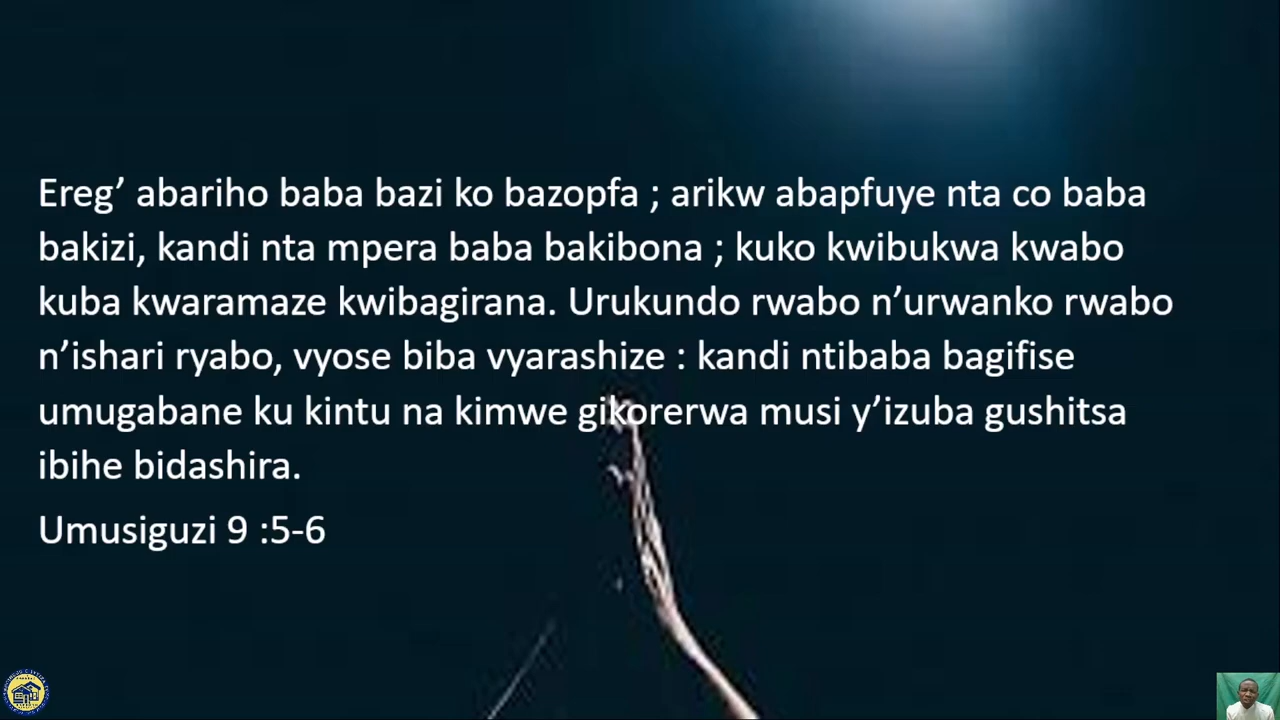 Ereg’ abariho baba bazi ko bazopfa ; arikw abapfuye nta co baba
bakizi, kandi nta mpera baba bakibona ; kuko kwibukwa kwabo
kuba kwaramaze kwibagirana. Urukundo rwabo n’urwanko rwabo
n’ishari ryabo, vyose biba vyarashize : kandi ntibaba bagifise
umugabane ku kintu na kimwe gikorerwa musi y’izuba gushitsa
ibihe bidashira.
Umusiguzi 9 :5-6